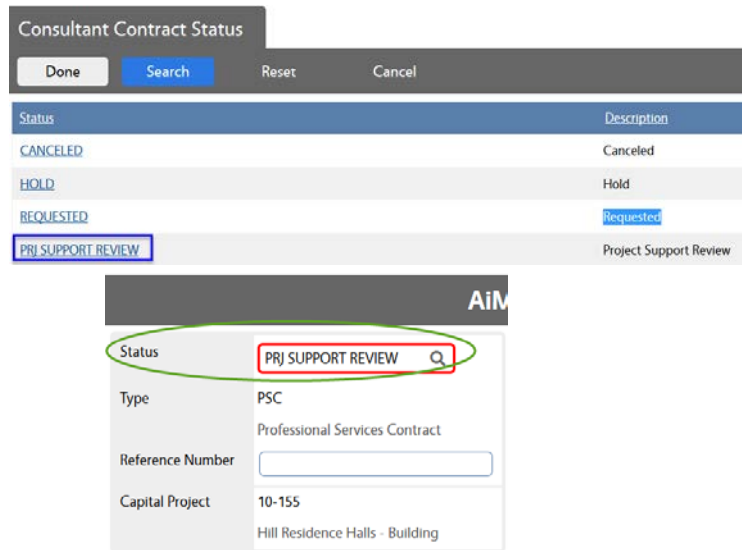 Consultant Contract Status
Done Search Reset Cancel
Status Description
CANCELED Canceled
HOLD Hold
REQUESTED Requested
PRJ SUPPORT REVIEW Project Support Review
AiM
Status PRJ SUPPORT REVIEW
Type PSC
Professional Services Contract
Reference Number
Capital Project 10-155
Hill Residence Halls - Building